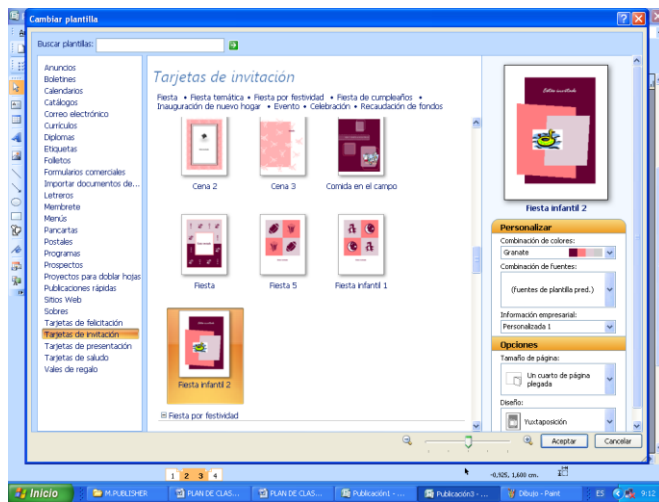 Cambiar plantilla
Buscar plantillas:
Anuncios
Boletines
Calendarios
Catálogos
Correo electrónico
Currículos
Diplomas
Etiquetas
Folletos
Formularios comerciales
Importar documentos de...
Letreros
Membrete
Menús
Pancartas
Postales
Programas
Prospectos
Proyectos para doblar hojas
Publicaciones rápidas
Sitios Web
Sobres
Tarjetas de felicitación
Tarjetas de invitación
Tarjetas de presentación
Tarjetas de saludo
Vales de regalo
Tarjetas de invitación
Fiesta • Fiesta temática • Fiesta por festividad • Fiesta de cumpleaños •
Inauguración de nuevo hogar • Evento • Celebración • Recaudación de fondos
Cena 2
Cena 3
Comida en el campo
Fiesta
Fiesta 5
Fiesta infantil 1
Fiesta infantil 2
Fiesta por festividad
Fiesta infantil 2
Personalizar
Combinación de colores:
Granate
Combinación de fuentes:
(fuentes de plantilla pred.)
Información empresarial:
Personalizada 1
Opciones
Tamaño de página:
Un cuarto de página
plegada
Diseño:
Yuxtaposición
Aceptar
Cancelar
1 2 3 4
-0,925, 1,600 cm.
Inicio
M.PUBLISHER
PLAN DE CLAS...
PLAN DE CLAS...
Publicación1 - ...
Publicación3 - ...
Dibujo - Paint
ES
9:12